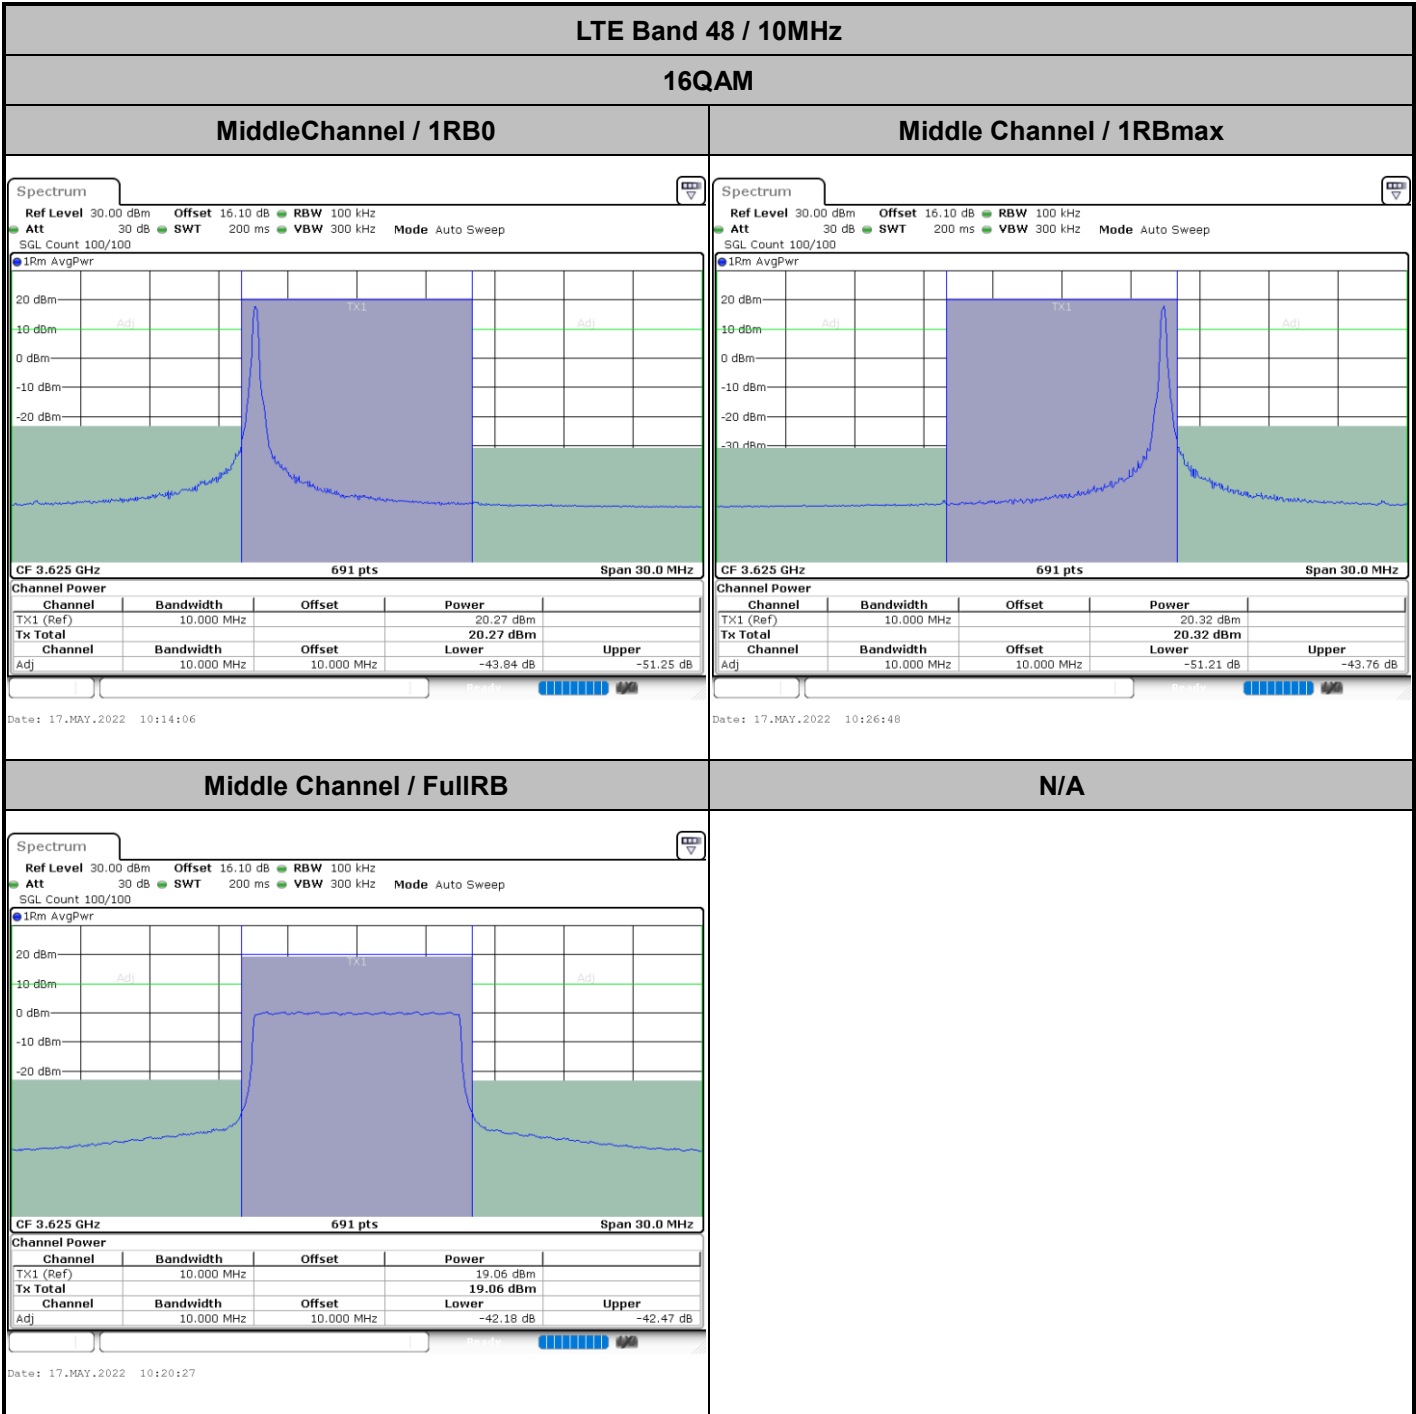 LTE Band 48 / 10MHz
16QAM
MiddleChannel / 1RB0
Middle Channel / 1RBmax
Spectrum
Ref Level 30.00 dBm Offset 16.10 dB RBW 100 kHz
Att 30 dB SWT 200 ms VBW 300 kHz Mode Auto Sweep
SGL Count 100/100
1Rm AvgPwr
TX1
Adj
Adj
20 dBm
10 dBm
0 dBm
-10 dBm
-20 dBm
CF 3.625 GHz 691 pts Span 30.0 MHz
Channel Power
Channel Bandwidth Offset Power
TX1 (Ref) 10.000 MHz 20.27 dBm
Tx Total 20.27 dBm
Channel Bandwidth Offset Lower Upper
Adj 10.000 MHz 10.000 MHz -43.84 dB -51.25 dB
Ready
Date: 17.MAY.2022 10:14:06
Spectrum
Ref Level 30.00 dBm Offset 16.10 dB RBW 100 kHz
Att 30 dB SWT 200 ms VBW 300 kHz Mode Auto Sweep
SGL Count 100/100
1Rm AvgPwr
TX1
Adj
Adj
20 dBm
10 dBm
0 dBm
-10 dBm
-20 dBm
-30 dBm
CF 3.625 GHz 691 pts Span 30.0 MHz
Channel Power
Channel Bandwidth Offset Power
TX1 (Ref) 10.000 MHz 20.32 dBm
Tx Total 20.32 dBm
Channel Bandwidth Offset Lower Upper
Adj 10.000 MHz 10.000 MHz -51.21 dB -43.76 dB
Ready
Date: 17.MAY.2022 10:26:48
Middle Channel / FullRB
N/A
Spectrum
Ref Level 30.00 dBm Offset 16.10 dB RBW 100 kHz
Att 30 dB SWT 200 ms VBW 300 kHz Mode Auto Sweep
SGL Count 100/100
1Rm AvgPwr
TX1
Adj
Adj
20 dBm
10 dBm
0 dBm
-10 dBm
-20 dBm
CF 3.625 GHz 691 pts Span 30.0 MHz
Channel Power
Channel Bandwidth Offset Power
TX1 (Ref) 10.000 MHz 19.06 dBm
Tx Total 19.06 dBm
Channel Bandwidth Offset Lower Upper
Adj 10.000 MHz 10.000 MHz -42.18 dB -42.47 dB
Ready
Date: 17.MAY.2022 10:20:27